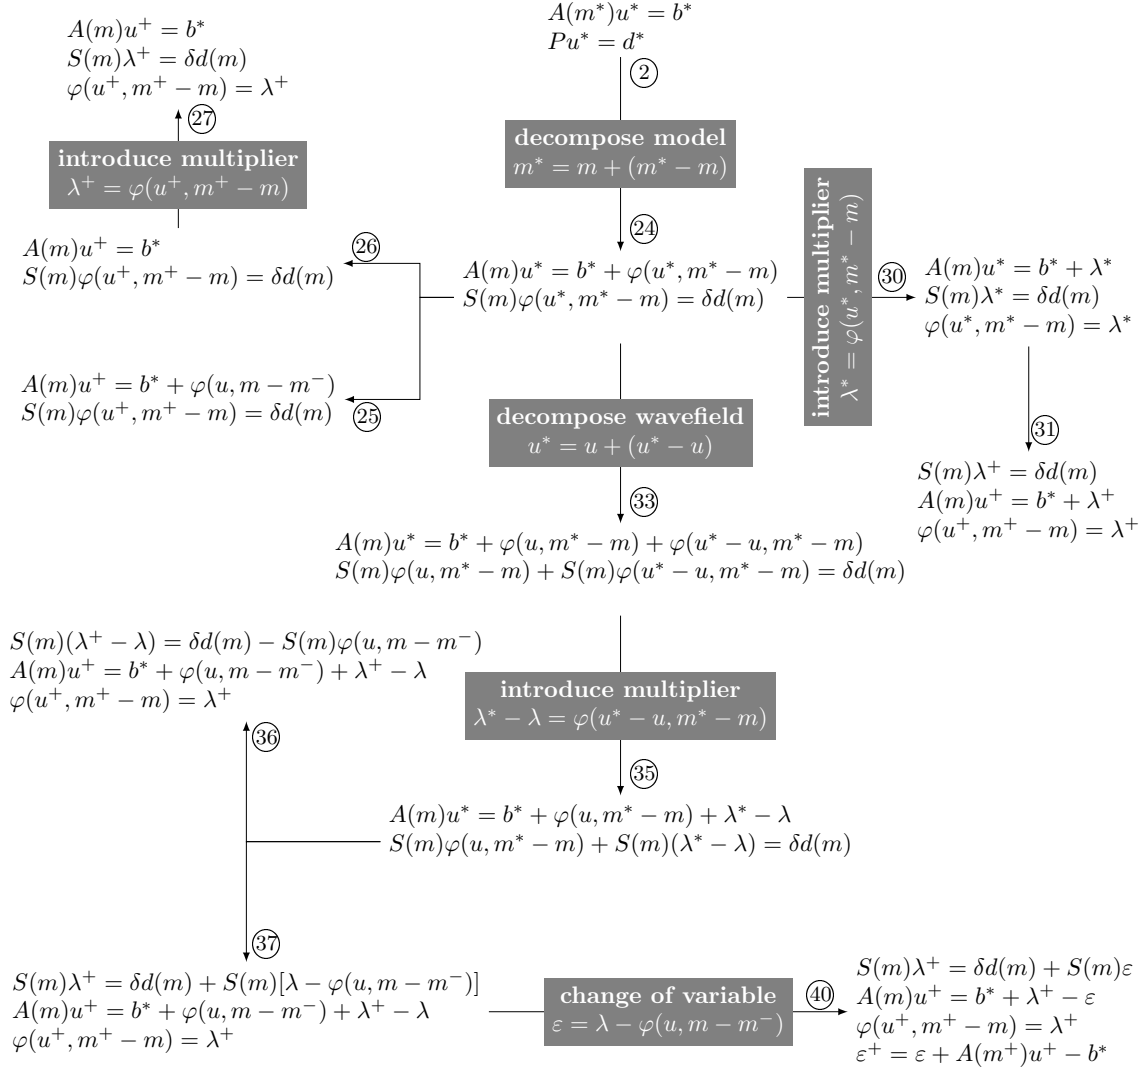 A(m*)u* = b*
Pu* = d*
2
decompose model
m* = m + (m* − m)
24
A(m)u⁺ = b*
S(m)λ⁺ = δd(m)
φ(u⁺, m⁺ − m) = λ⁺
27
introduce multiplier
λ⁺ = φ(u⁺, m⁺ − m)
A(m)u⁺ = b*
S(m)φ(u⁺, m⁺ − m) = δd(m)
26
A(m)u* = b* + φ(u*, m* − m)
S(m)φ(u*, m* − m) = δd(m)
introduce multiplier
λ* = φ(u*, m* − m)
30
A(m)u* = b* + λ*
S(m)λ* = δd(m)
φ(u*, m* − m) = λ*
A(m)u⁺ = b* + φ(u, m − m⁻)
S(m)φ(u⁺, m⁺ − m) = δd(m)
25
decompose wavefield
u* = u + (u* − u)
33
31
S(m)λ⁺ = δd(m)
A(m)u⁺ = b* + λ⁺
φ(u⁺, m⁺ − m) = λ⁺
A(m)u* = b* + φ(u, m* − m) + φ(u* − u, m* − m)
S(m)φ(u, m* − m) + S(m)φ(u* − u, m* − m) = δd(m)
S(m)(λ⁺ − λ) = δd(m) − S(m)φ(u, m − m⁻)
A(m)u⁺ = b* + φ(u, m − m⁻) + λ⁺ − λ
φ(u⁺, m⁺ − m) = λ⁺
36
introduce multiplier
λ* − λ = φ(u* − u, m* − m)
35
A(m)u* = b* + φ(u, m* − m) + λ* − λ
S(m)φ(u, m* − m) + S(m)(λ* − λ) = δd(m)
37
S(m)λ⁺ = δd(m) + S(m)[λ − φ(u, m − m⁻)]
A(m)u⁺ = b* + φ(u, m − m⁻) + λ⁺ − λ
φ(u⁺, m⁺ − m) = λ⁺
change of variable
ε = λ − φ(u, m − m⁻)
40
S(m)λ⁺ = δd(m) + S(m)ε
A(m)u⁺ = b* + λ⁺ − ε
φ(u⁺, m⁺ − m) = λ⁺
ε⁺ = ε + A(m⁺)u⁺ − b*